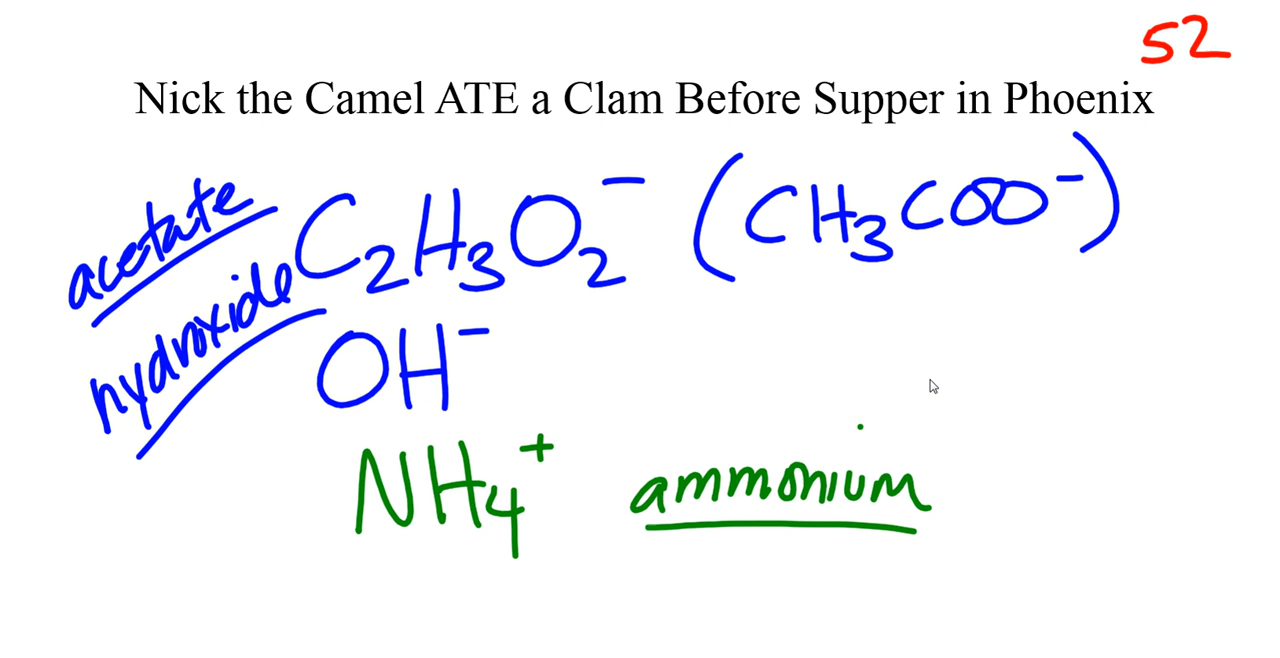 52
Nick the Camel ATE a Clam Before Supper in Phoenix
acetate C₂H₃O₂⁻ (CH₃COO⁻)
hydroxide OH⁻
NH₄⁺ ammonium